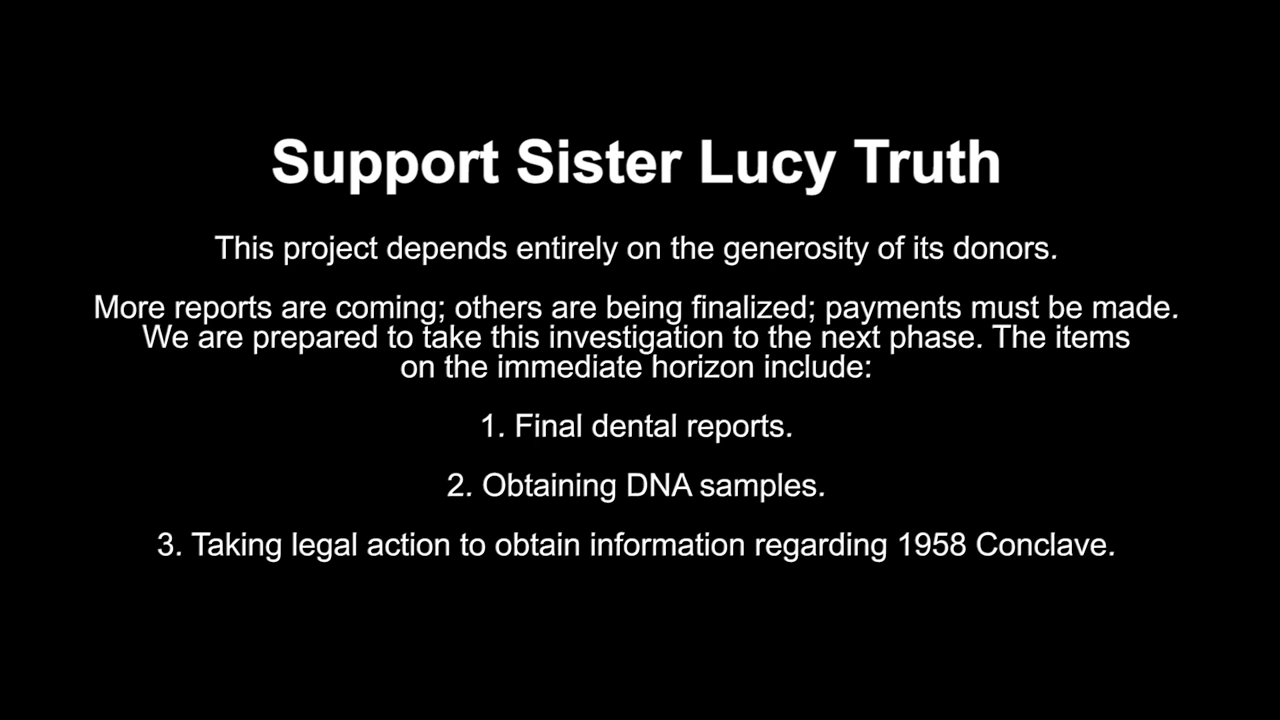 Support Sister Lucy Truth
This project depends entirely on the generosity of its donors.
More reports are coming; others are being finalized; payments must be made.
We are prepared to take this investigation to the next phase. The items
on the immediate horizon include:
1. Final dental reports.
2. Obtaining DNA samples.
3. Taking legal action to obtain information regarding 1958 Conclave.